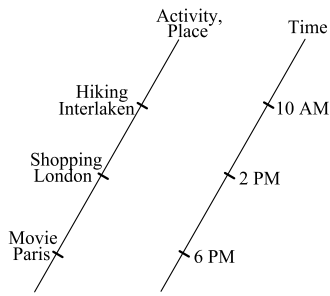 Activity,
Place
Time
Hiking
Interlaken
10 AM
Shopping
London
2 PM
Movie
Paris
6 PM